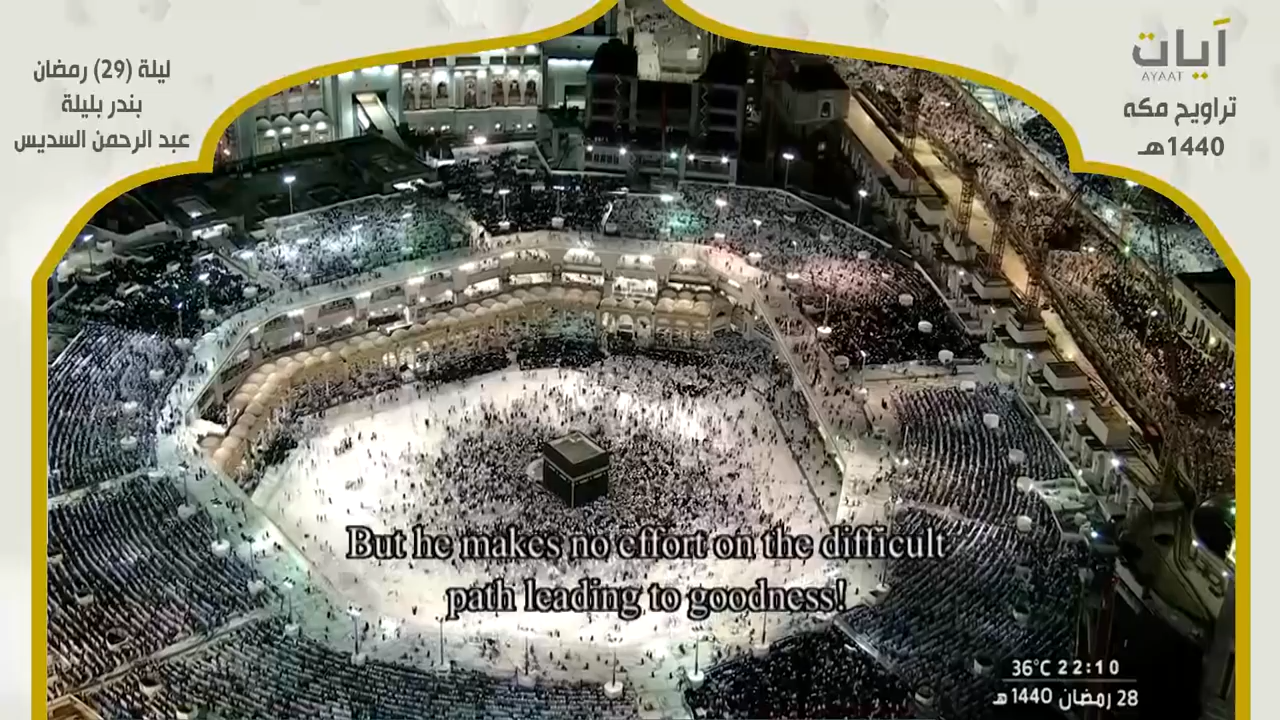 ليلة (29) رمضان
بندر بليلة
عبد الرحمن السديس
آيات
AYAAT
تراويح مكه
1440هـ
But he makes no effort on the difficult
path leading to goodness!
36°C 22:10
28 رمضان 1440هـ